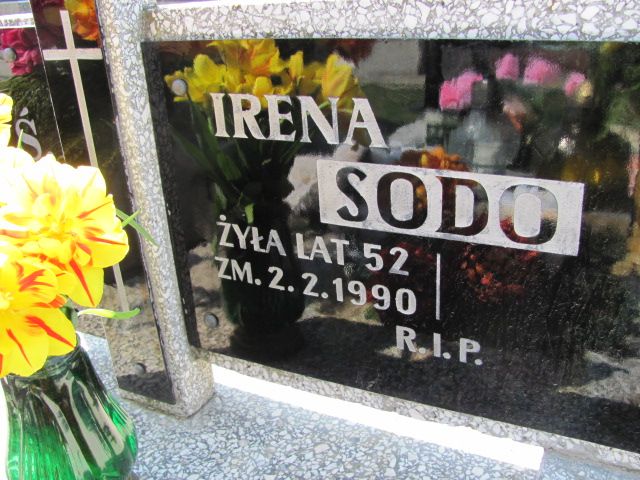 IRENA
SODO
ŻYŁA LAT 52
ZM. 2.2.1990
R.I.P.
Ś